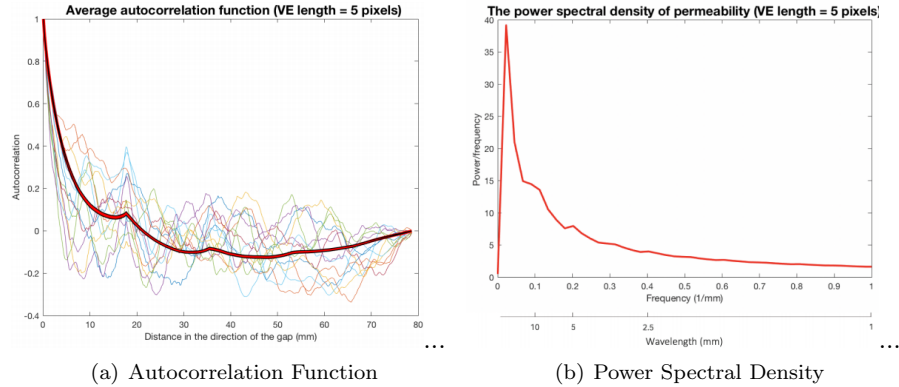 Average autocorrelation function (VE length = 5 pixels)
1
0.8
0.6
0.4
0.2
0
-0.2
-0.4
Autocorrelation
0 10 20 30 40 50 60 70 80
Distance in the direction of the gap (mm)
...
(a) Autocorrelation Function
The power spectral density of permeability (VE length = 5 pixels)
40
35
30
25
20
15
10
5
0
Power/frequency
0 0.1 0.2 0.3 0.4 0.5 0.6 0.7 0.8 0.9 1
Frequency (1/mm)
10 5 2.5 1
Wavelength (mm)
...
(b) Power Spectral Density